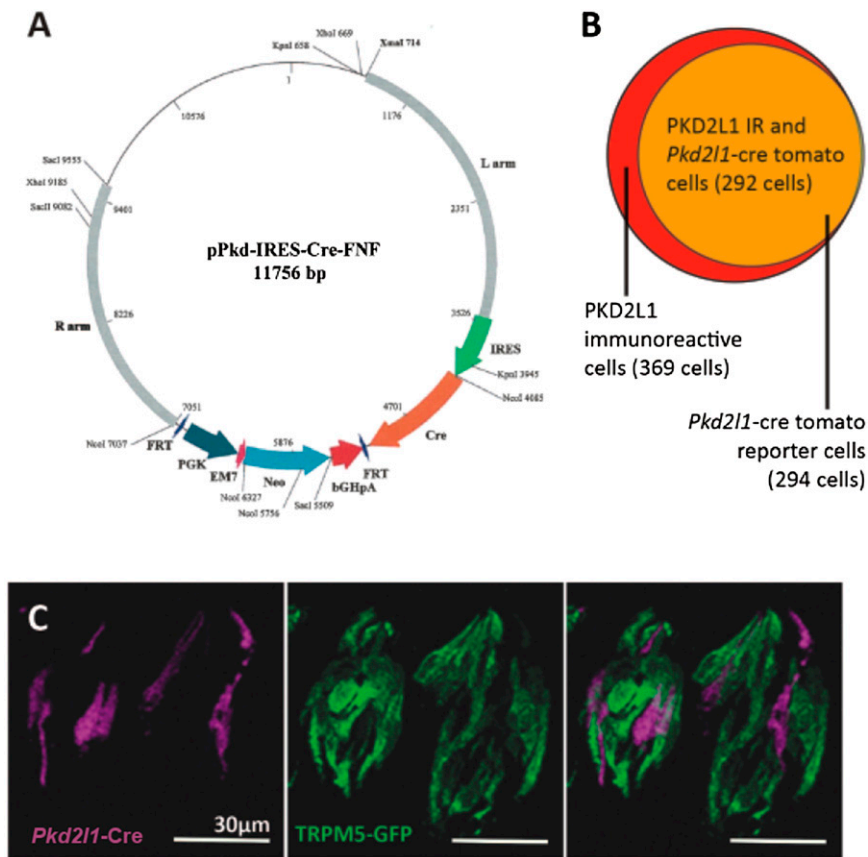 A
KpnI 658
XhoI 669
XmaI 714
1
1176
L arm
2351
3526
IRES
KpnI 3945
NcoI 4085
4701
Cre
FRT
bGHpA
SacI 5509
5876
Neo
NcoI 5756
NcoI 6327
EM7
PGK
FRT
NcoI 7037
7051
R arm
8226
SacII 9082
XhoI 9185
9401
SacI 9555
10576
pPkd-IRES-Cre-FNF
11756 bp
B
PKD2L1 IR and
Pkd2l1-cre tomato
cells (292 cells)
PKD2L1
immunoreactive
cells (369 cells)
Pkd2l1-cre tomato
reporter cells
(294 cells)
C
Pkd2l1-Cre
30µm
TRPM5-GFP